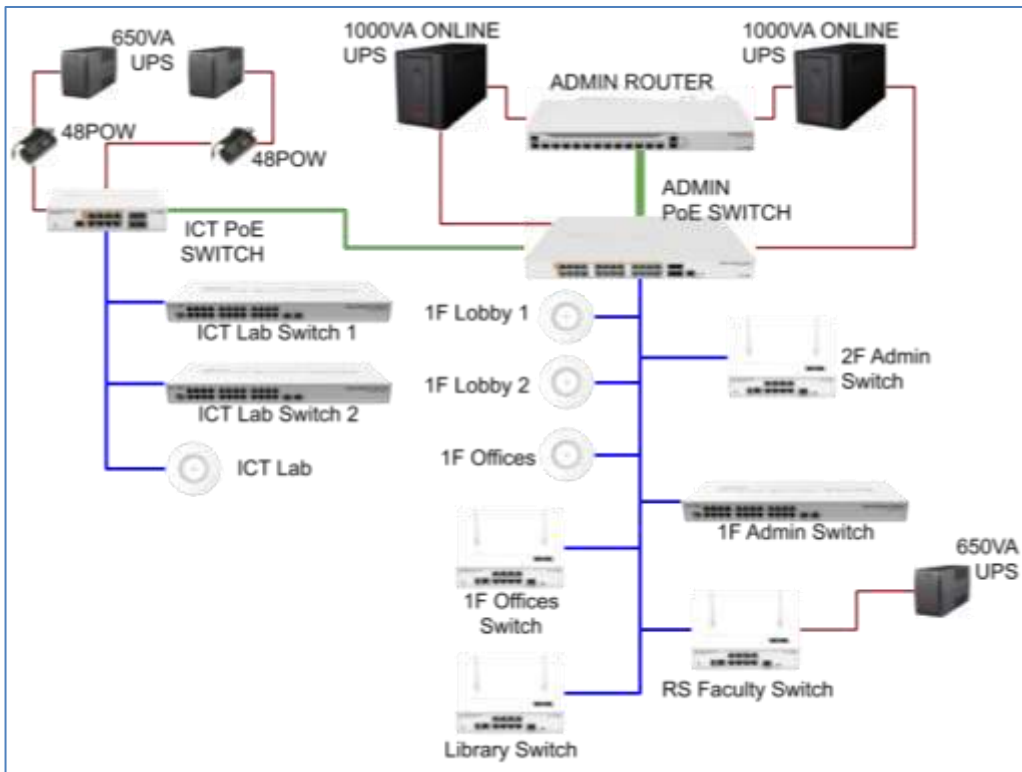 650VA
UPS
1000VA ONLINE
UPS
1000VA ONLINE
UPS
ADMIN ROUTER
48POW
48POW
ADMIN
PoE SWITCH
ICT PoE
SWITCH
1F Lobby 1
ICT Lab Switch 1
2F Admin
Switch
1F Lobby 2
ICT Lab Switch 2
1F Offices
ICT Lab
1F Admin Switch
650VA
UPS
1F Offices
Switch
RS Faculty Switch
Library Switch